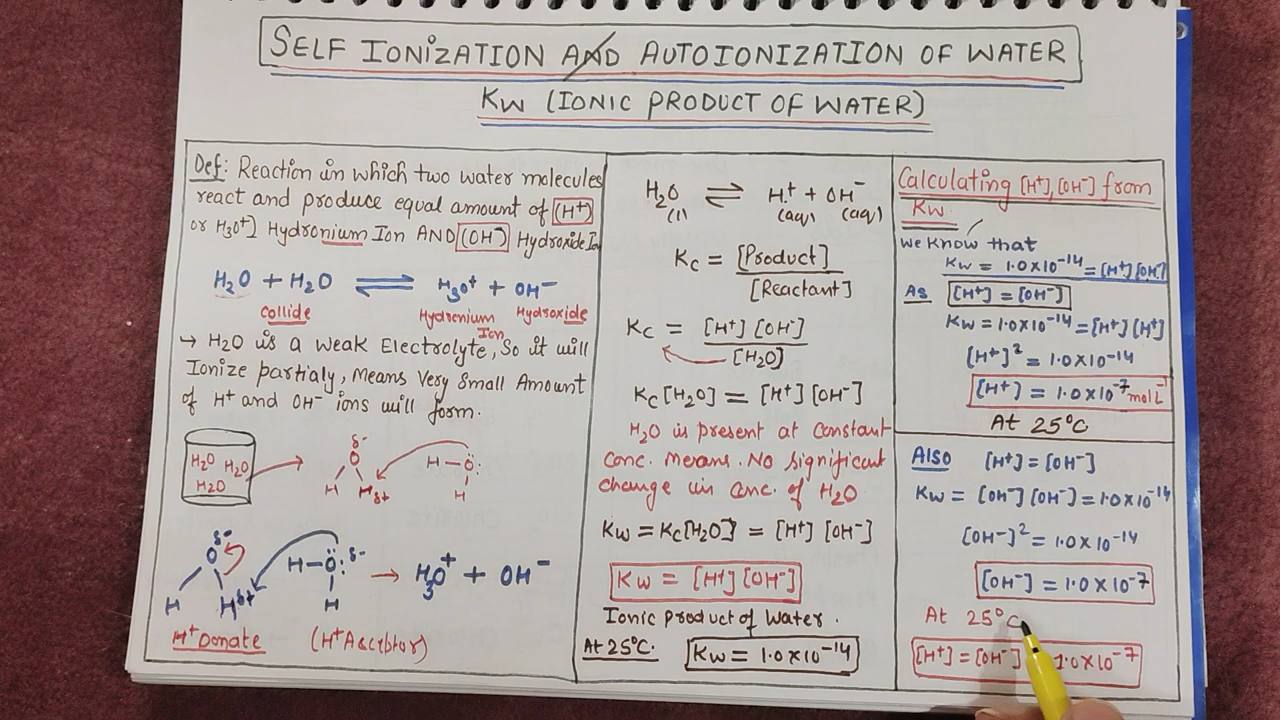 SELF IONIZATION AND AUTOIONIZATION OF WATER
KW (IONIC PRODUCT OF WATER)
Def: Reaction in which two water molecules
react and produce equal amount of (H⁺)
or H₃O⁺] Hydronium Ion AND (OH⁻) Hydroxide Ion
H₂O + H₂O ⇌ H₃O⁺ + OH⁻
collide Hydronium Ion Hydroxide
→ H₂O is a weak Electrolyte, So it will
Ionize partialy, Means Very Small Amount
of H⁺ and OH⁻ ions will form.
H₂O H₂O
H₂O
δ⁻
O H–O:
H Hδ+ H
δ⁻
O H–O: δ⁻ → H₃O⁺ + OH⁻
H Hδ+ H
H⁺Donate (H⁺Acceptor)
H₂O(l) ⇌ H⁺(aq) + OH⁻(aq)
Kc = [Product]
[Reactant]
Kc = [H⁺] [OH⁻]
[H₂O]
Kc[H₂O] = [H⁺] [OH⁻]
H₂O is present at Constant
Conc. Means. No Significant
change in Conc. of H₂O
Kw = Kc[H₂O] = [H⁺] [OH⁻]
Kw = [H⁺] [OH⁻]
Ionic product of Water.
At 25°C. Kw = 1.0×10⁻¹⁴
Calculating [H⁺], [OH⁻] from
Kw.
we know that
Kw = 1.0×10⁻¹⁴ = [H⁺] [OH⁻]
As [H⁺] = [OH⁻]
Kw = 1.0×10⁻¹⁴ = [H⁺] [H⁺]
[H⁺]² = 1.0×10⁻¹⁴
[H⁺] = 1.0×10⁻⁷ mol L⁻¹
At 25°C
Also [H⁺] = [OH⁻]
Kw = [OH⁻] [OH⁻] = 1.0×10⁻¹⁴
[OH⁻]² = 1.0×10⁻¹⁴
[OH⁻] = 1.0×10⁻⁷
At 25°C
[H⁺] = [OH⁻] 1.0×10⁻⁷